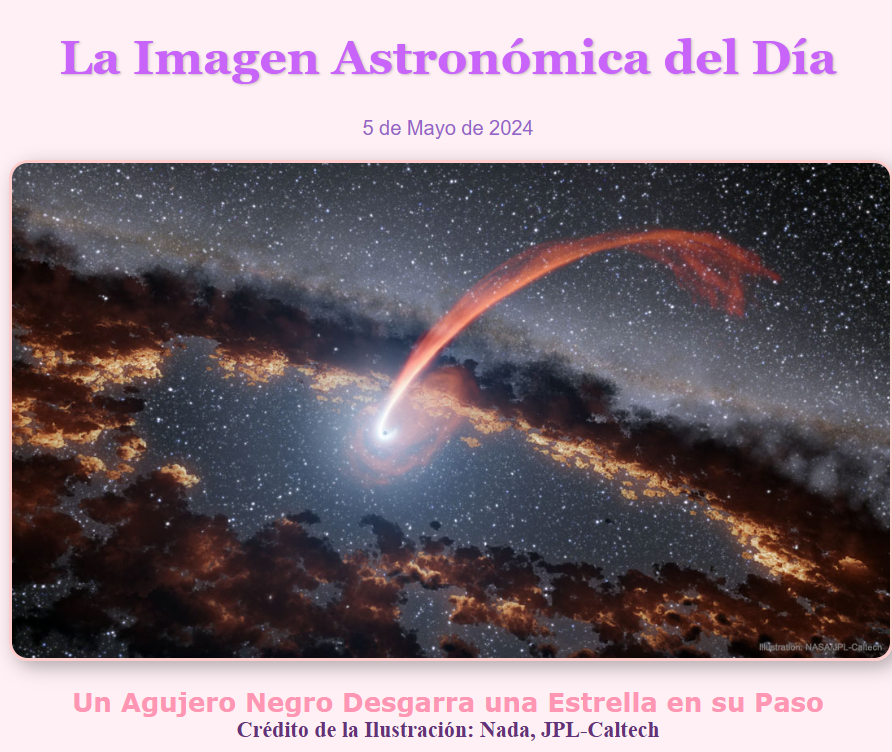 La Imagen Astronómica del Día
5 de Mayo de 2024
Illustration: NASA/JPL-Caltech
Un Agujero Negro Desgarra una Estrella en su Paso
Crédito de la Ilustración: Nada, JPL-Caltech